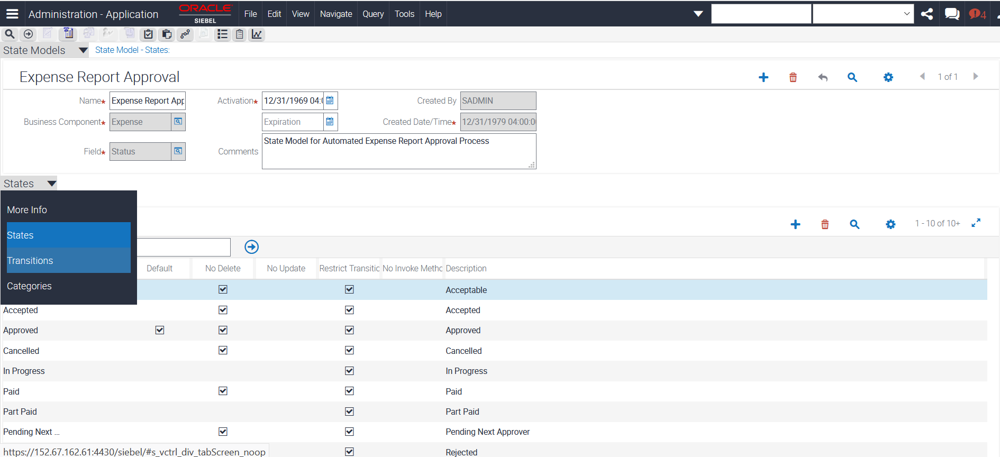 Administration - Application
ORACLE
SIEBEL
File Edit View Navigate Query Tools Help
4
State Models
State Model - States:
Expense Report Approval
1 of 1
Name★ Expense Report App Activation★ 12/31/1969 04:0 Created By SADMIN
Business Component★ Expense Expiration Created Date/Time★ 12/31/1979 04:00:00
Field★ Status Comments State Model for Automated Expense Report Approval Process
States
More Info
States
Transitions
Categories
1 - 10 of 10+
Default No Delete No Update Restrict Transitic No Invoke Methc Description
Acceptable
Accepted Accepted
Approved Approved
Cancelled Cancelled
In Progress In Progress
Paid Paid
Part Paid Part Paid
Pending Next ... Pending Next Approver
Rejected
https://152.67.162.61:4430/siebel/#s_vctrl_div_tabScreen_noop